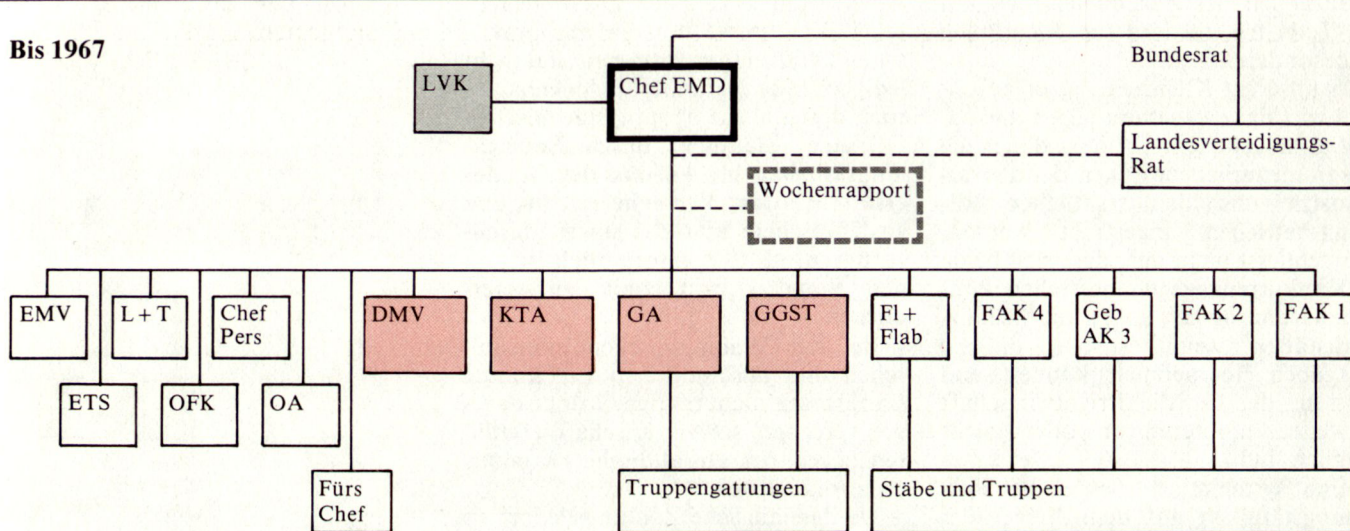 Bis 1967
Bundesrat
LVK
Chef EMD
Landesverteidigungs-
Rat
Wochenrapport
EMV
L + T
Chef
Pers
DMV
KTA
GA
GGST
Fl +
Flab
FAK 4
Geb
AK 3
FAK 2
FAK 1
ETS
OFK
OA
Fürs
Chef
Truppengattungen
Stäbe und Truppen